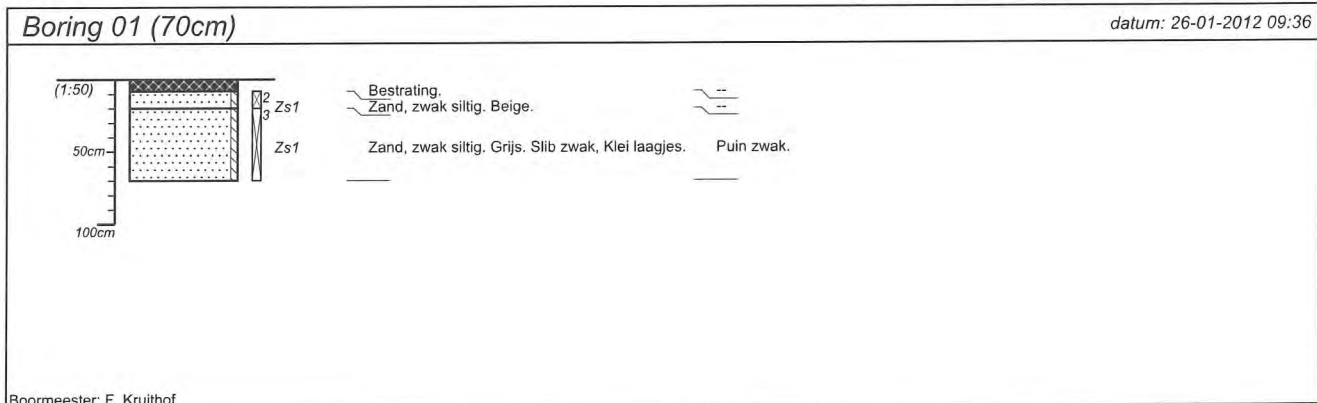 Boring 01 (70cm)
datum: 26-01-2012 09:36
(1:50)
2
Zs1
Bestrating.
--
Zand, zwak siltig. Beige.
--
3
50cm
Zs1
Zand, zwak siltig. Grijs. Slib zwak, Klei laagjes.
Puin zwak.
100cm
Boormeester: F. Kruithof